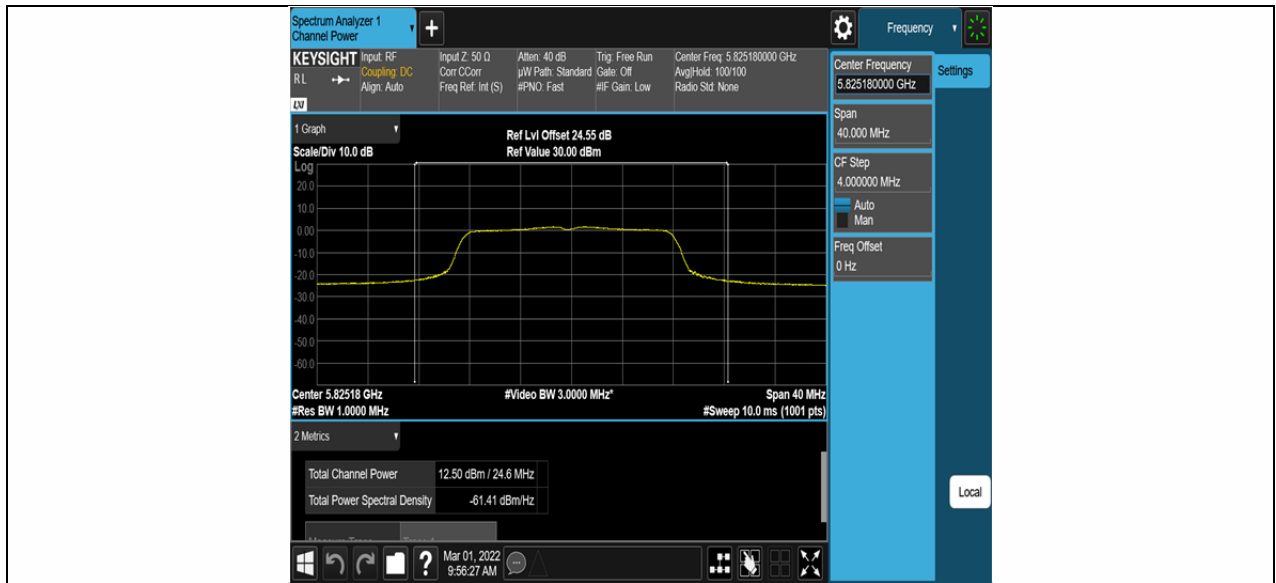 Spectrum Analyzer 1
Channel Power
+
Frequency
KEYSIGHT
RL
LXI
Input: RF
Coupling: DC
Align: Auto
Input Z: 50 Ω
Corr CCorr
Freq Ref: Int (S)
Atten: 40 dB
µW Path: Standard
#PNO: Fast
Trig: Free Run
Gate: Off
#IF Gain: Low
Center Freq: 5.825180000 GHz
Avg|Hold: 100/100
Radio Std: None
Center Frequency
5.825180000 GHz
Settings
Span
40.000 MHz
CF Step
4.000000 MHz
Auto
Man
Freq Offset
0 Hz
Local
1 Graph
Scale/Div 10.0 dB
Ref Lvl Offset 24.55 dB
Ref Value 30.00 dBm
Log
20.0
10.0
0.00
-10.0
-20.0
-30.0
-40.0
-50.0
-60.0
Center 5.82518 GHz
#Video BW 3.0000 MHz*
Span 40 MHz
#Res BW 1.0000 MHz
#Sweep 10.0 ms (1001 pts)
2 Metrics
Total Channel Power 12.50 dBm / 24.6 MHz
Total Power Spectral Density -61.41 dBm/Hz
?
Mar 01, 2022
9:56:27 AM